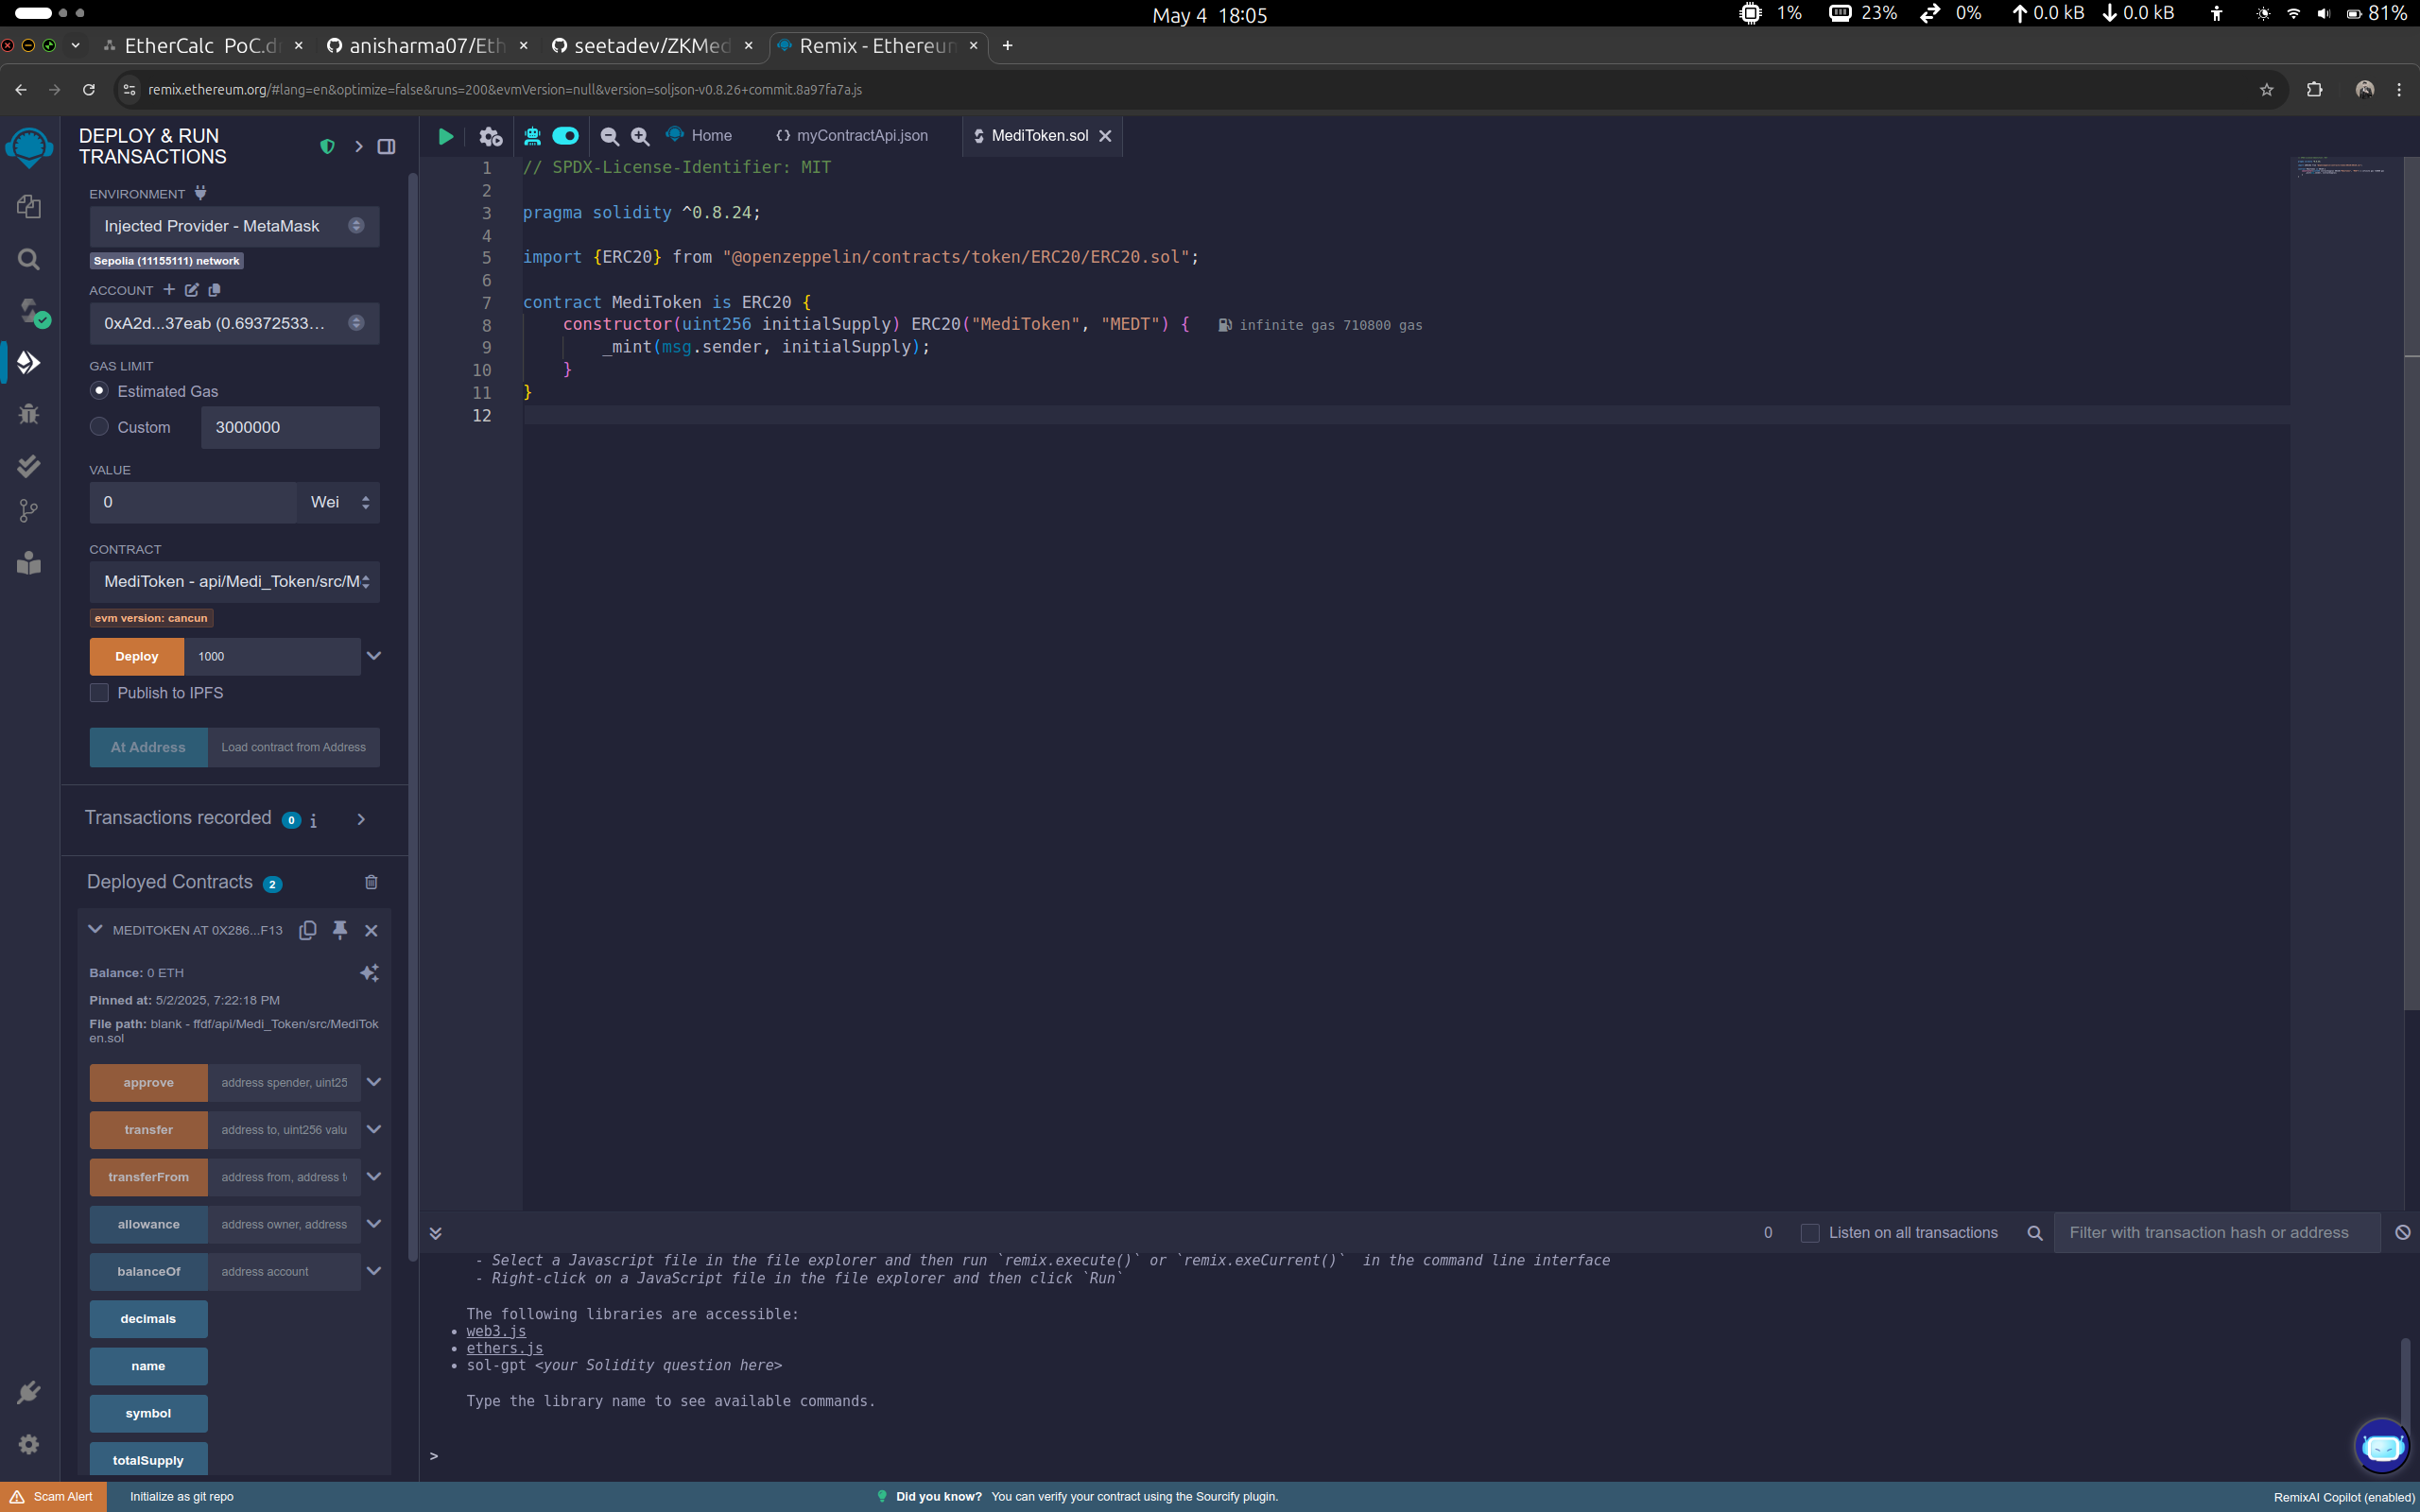 May 4 18:05
1%
23%
0%
0.0 kB
0.0 kB
81%
EtherCalc_PoC.d
anisharma07/Eth
seetadev/ZKMed
Remix - Ethereum
remix.ethereum.org/#lang=en&optimize=false&runs=200&evmVersion=null&version=soljson-v0.8.26+commit.8a97fa7a.js
DEPLOY & RUN
TRANSACTIONS
ENVIRONMENT
Injected Provider - MetaMask
Sepolia (11155111) network
ACCOUNT
0xA2d...37eab (0.69372533...
GAS LIMIT
Estimated Gas
Custom
3000000
VALUE
0
Wei
CONTRACT
MediToken - api/Medi_Token/src/M
evm version: cancun
Deploy
1000
Publish to IPFS
At Address
Load contract from Address
Transactions recorded 0 i
Deployed Contracts 2
MEDITOKEN AT 0X286...F13
Balance: 0 ETH
Pinned at: 5/2/2025, 7:22:18 PM
File path: blank - ffdf/api/Medi_Token/src/MediTok
en.sol
approve
address spender, uint25
transfer
address to, uint256 valu
transferFrom
address from, address t
allowance
address owner, address
balanceOf
address account
decimals
name
symbol
totalSupply
Home
{} myContractApi.json
MediToken.sol
1 // SPDX-License-Identifier: MIT
2
3 pragma solidity ^0.8.24;
4
5 import {ERC20} from "@openzeppelin/contracts/token/ERC20/ERC20.sol";
6
7 contract MediToken is ERC20 {
8 constructor(uint256 initialSupply) ERC20("MediToken", "MEDT") { infinite gas 710800 gas
9 _mint(msg.sender, initialSupply);
10 }
11 }
12
0
Listen on all transactions
Filter with transaction hash or address
- Select a Javascript file in the file explorer and then run `remix.execute()` or `remix.exeCurrent()` in the command line interface
- Right-click on a JavaScript file in the file explorer and then click `Run`
The following libraries are accessible:
• web3.js
• ethers.js
• sol-gpt <your Solidity question here>
Type the library name to see available commands.
>
Scam Alert
Initialize as git repo
Did you know? You can verify your contract using the Sourcify plugin.
RemixAI Copilot (enabled)